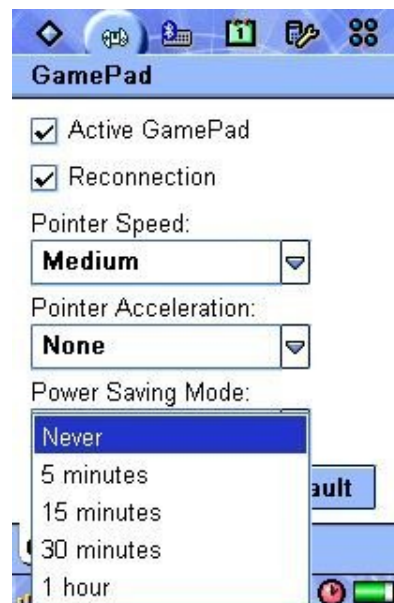 GamePad
Active GamePad
Reconnection
Pointer Speed:
Medium
Pointer Acceleration:
None
Power Saving Mode:
Never
5 minutes
15 minutes
30 minutes
1 hour